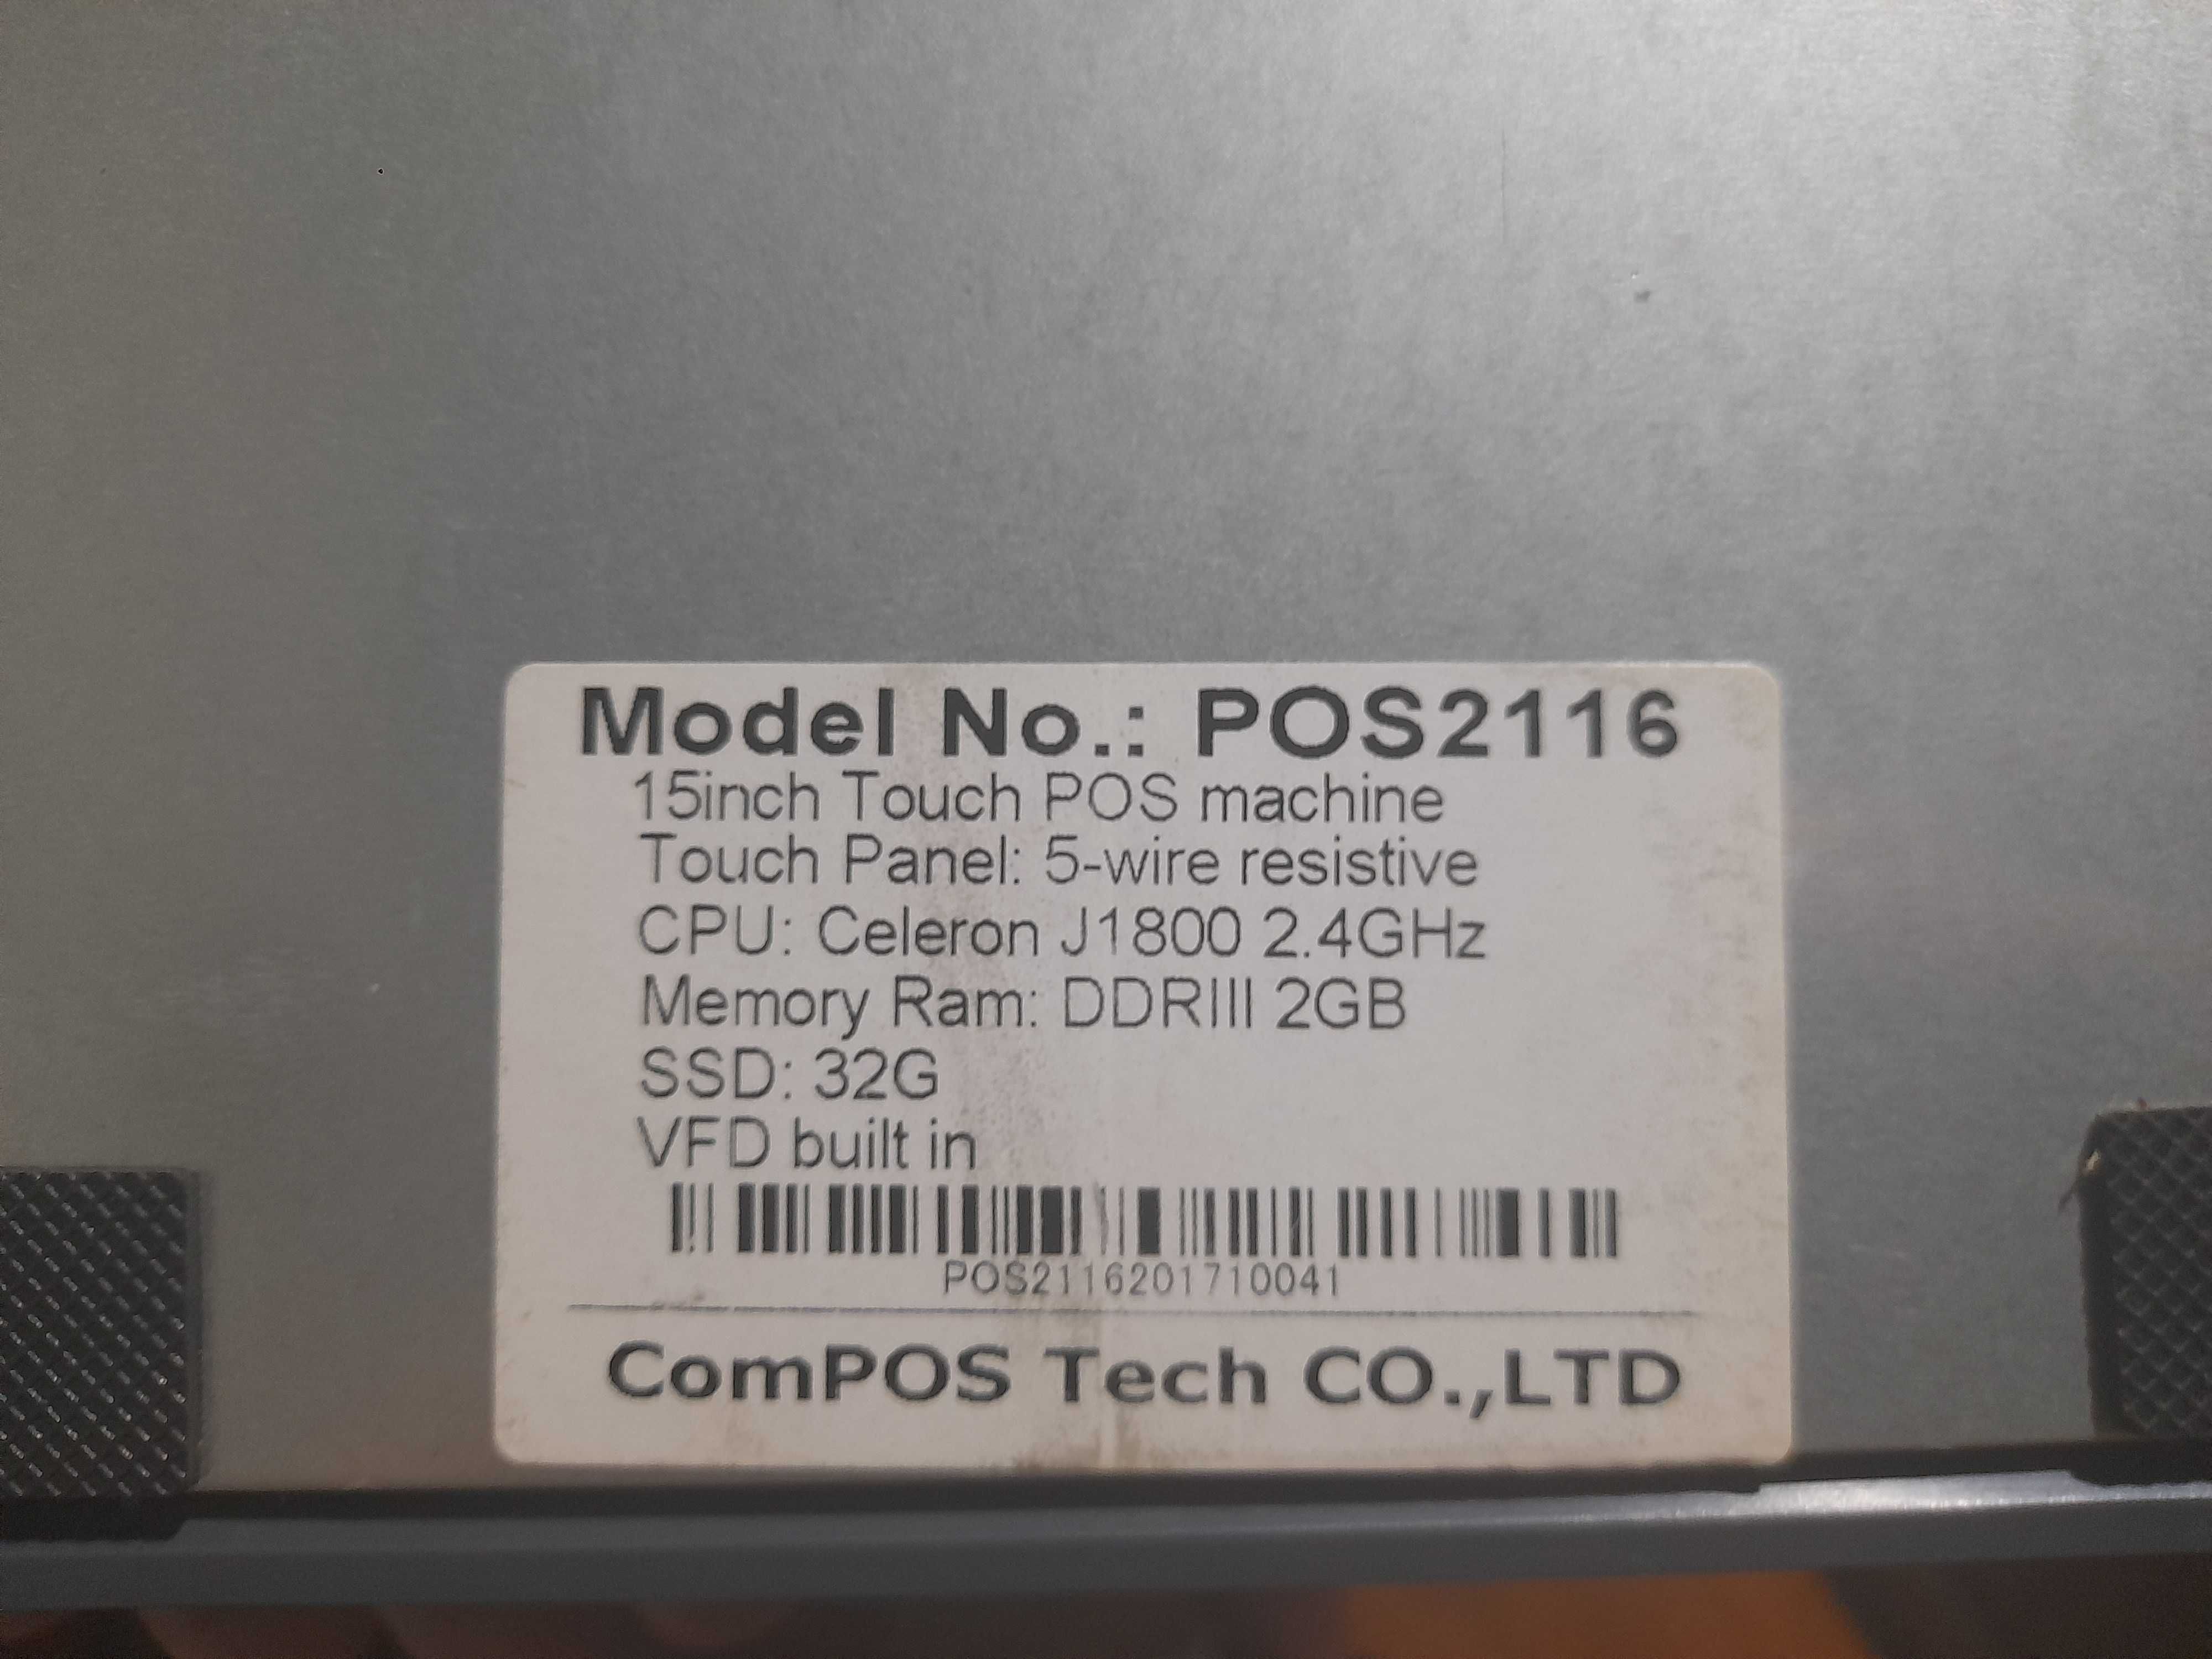 Model No.: POS2116
15inch Touch POS machine
Touch Panel: 5-wire resistive
CPU: Celeron J1800 2.4GHz
Memory Ram: DDRIII 2GB
SSD: 32G
VFD built in
POS2116201710041
ComPOS Tech CO.,LTD